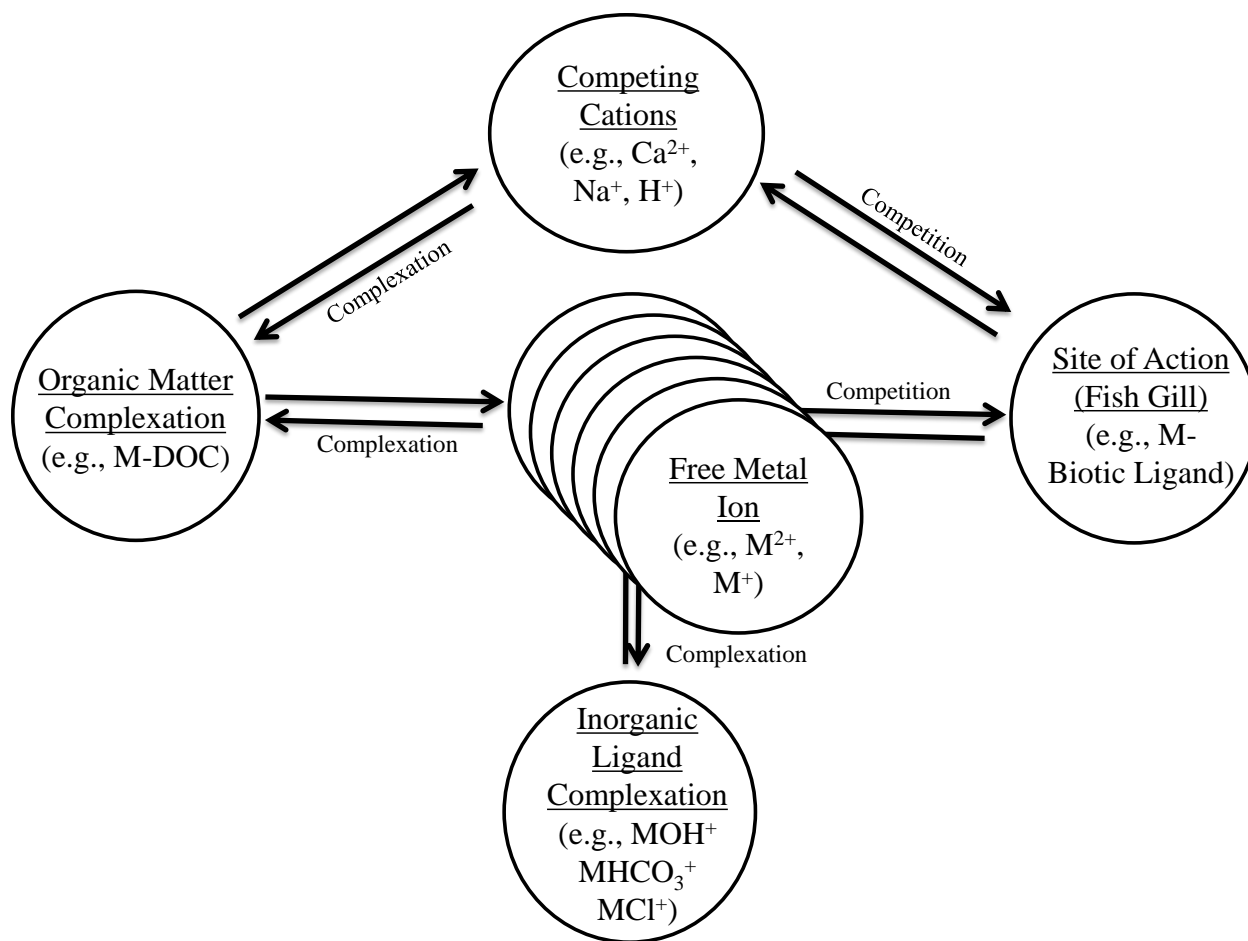 Competing
Cations
(e.g., Ca²⁺,
Na⁺, H⁺)
Complexation
Competition
Organic Matter
Complexation
(e.g., M-DOC)
Complexation
Competition
Site of Action
(Fish Gill)
(e.g., M-
Biotic Ligand)
Free Metal
Ion
(e.g., M²⁺,
M⁺)
Complexation
Inorganic
Ligand
Complexation
(e.g., MOH⁺
MHCO₃⁺
MCl⁺)